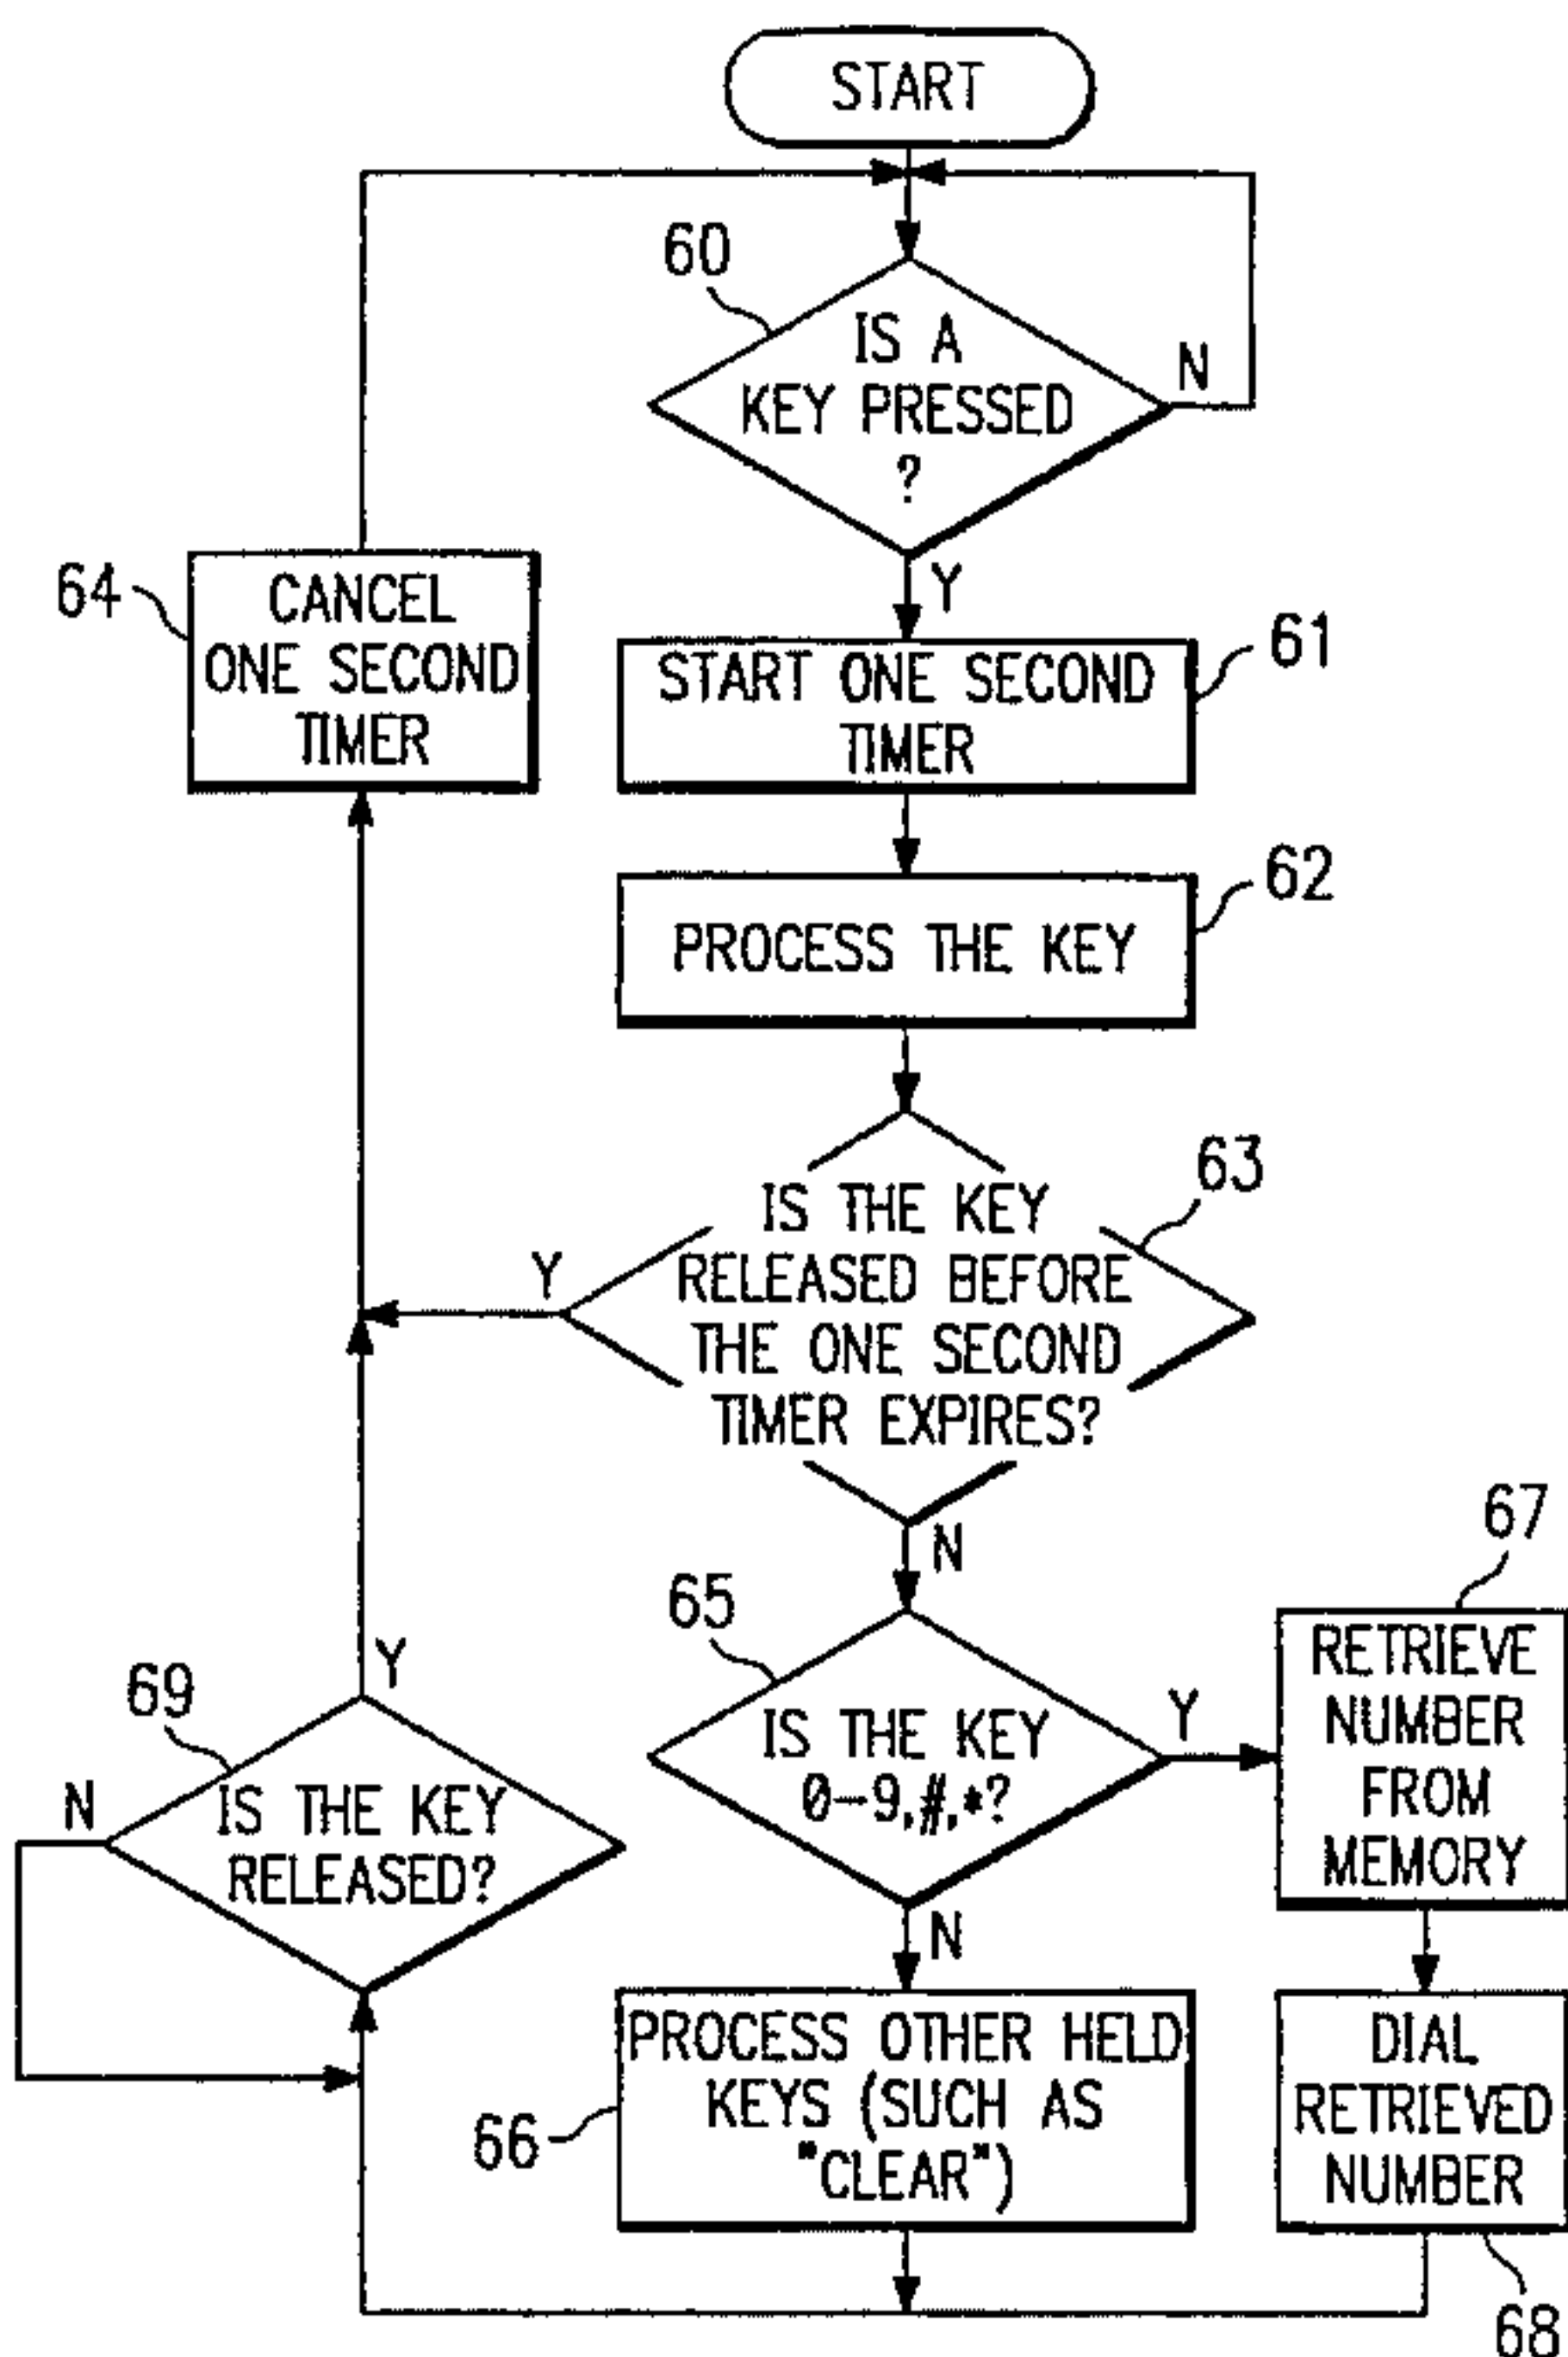 START
60
IS A
KEY PRESSED
?
N
Y
64
CANCEL
ONE SECOND
TIMER
START ONE SECOND
TIMER
61
PROCESS THE KEY
62
IS THE KEY
RELEASED BEFORE
THE ONE SECOND
TIMER EXPIRES?
63
Y
N
65
IS THE KEY
0-9,#,*?
Y
N
67
RETRIEVE
NUMBER
FROM
MEMORY
69
Y
N
IS THE KEY
RELEASED?
PROCESS OTHER HELD
KEYS (SUCH AS
"CLEAR")
66
DIAL
RETRIEVED
NUMBER
68